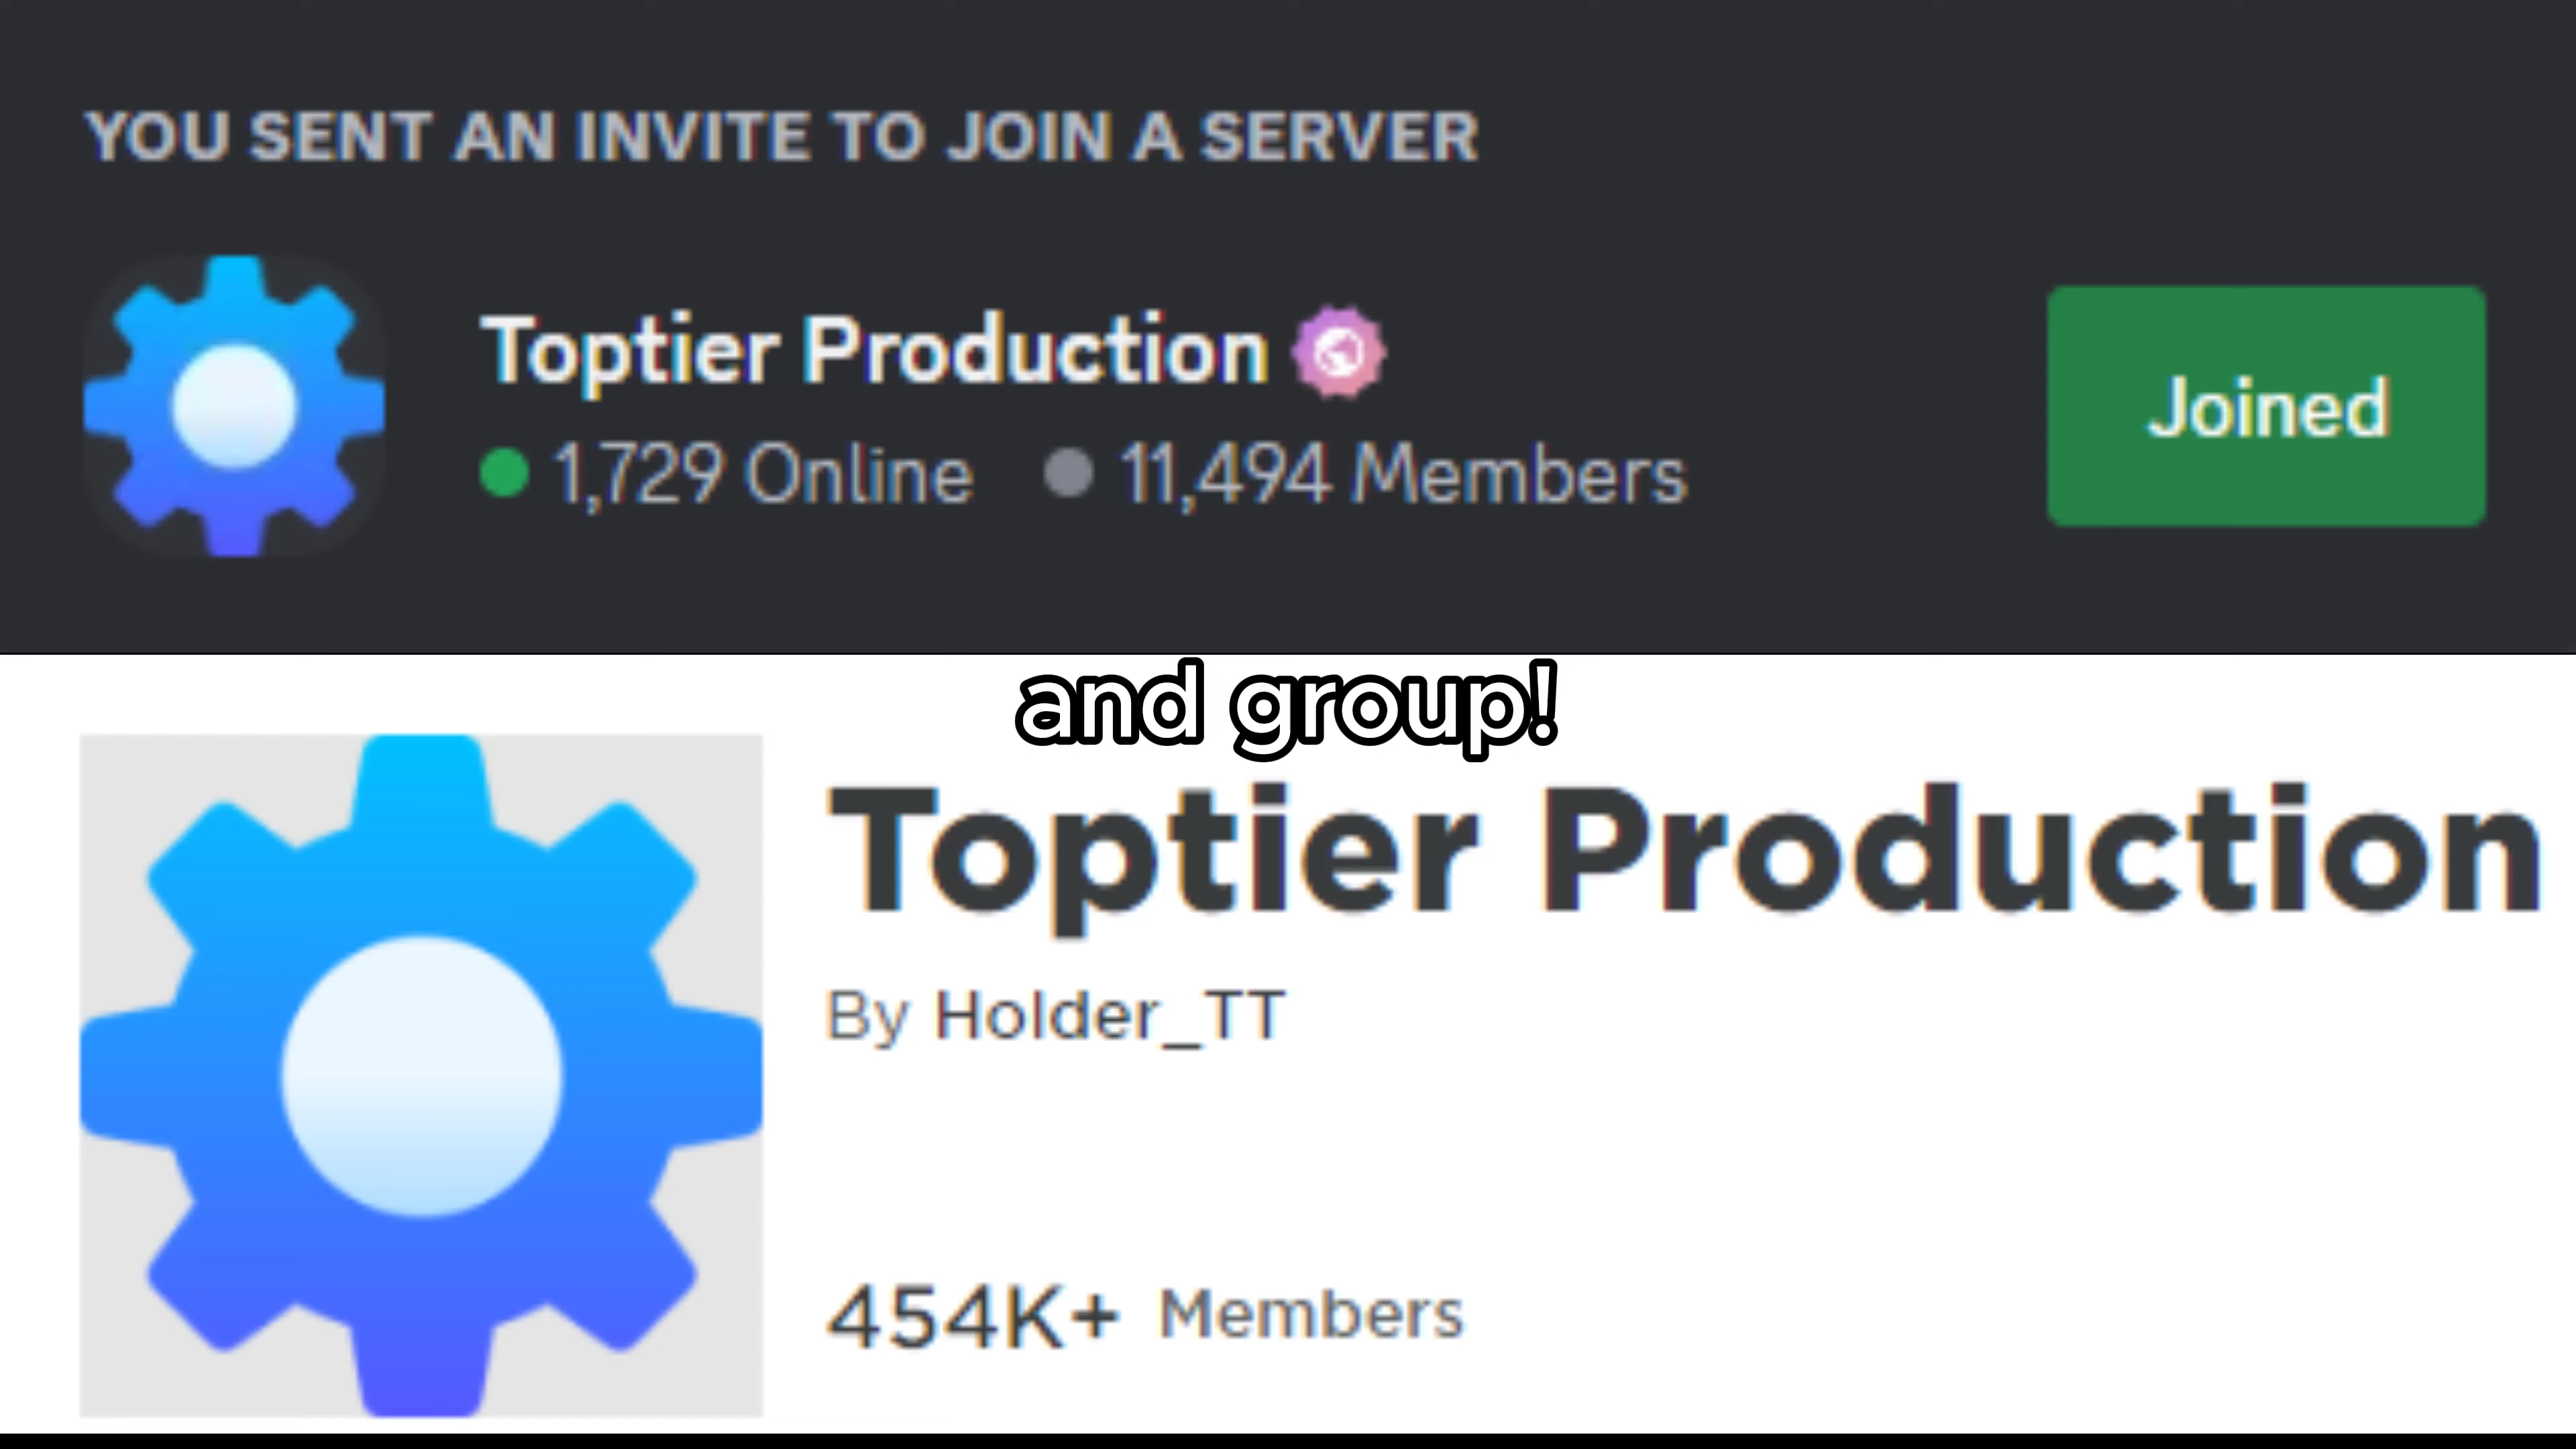 YOU SENT AN INVITE TO JOIN A SERVER
Toptier Production
1,729 Online 11,494 Members
Joined
and group!
Toptier Production
By Holder_TT
454K+ Members